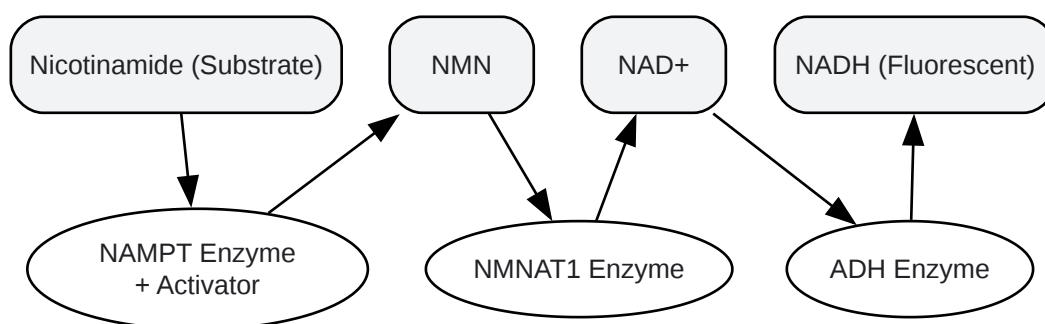 Nicotinamide (Substrate)
NMN
NAD+
NADH (Fluorescent)
NAMPT Enzyme
+ Activator
NMNAT1 Enzyme
ADH Enzyme